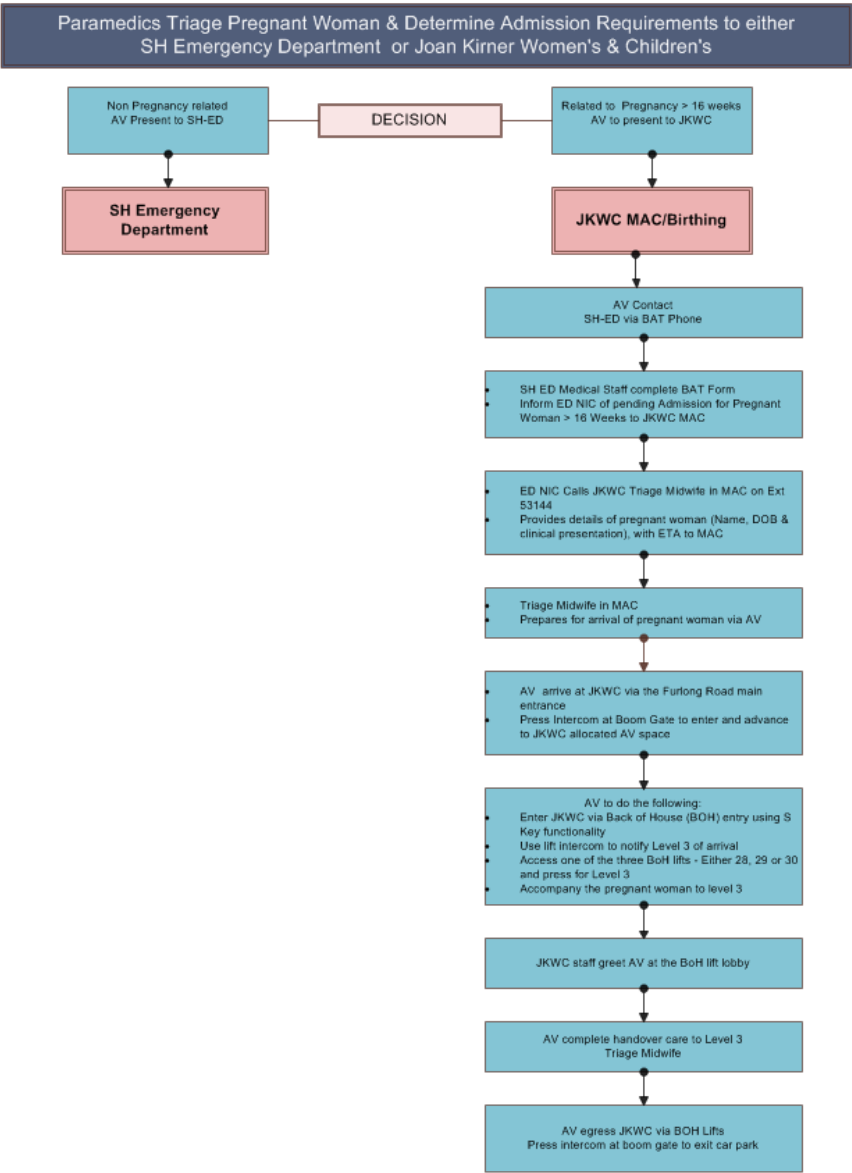 Paramedics Triage Pregnant Woman & Determine Admission Requirements to either
SH Emergency Department or Joan Kirner Women's & Children's
Non Pregnancy related
AV Present to SH-ED
DECISION
Related to Pregnancy > 16 weeks
AV to present to JKWC
SH Emergency
Department
JKWC MAC/Birthing
AV Contact
SH-ED via BAT Phone
• SH ED Medical Staff complete BAT Form
• Inform ED NIC of pending Admission for Pregnant
Woman > 16 Weeks to JKWC MAC
• ED NIC Calls JKWC Triage Midwife in MAC on Ext
53144
• Provides details of pregnant woman (Name, DOB &
clinical presentation), with ETA to MAC
• Triage Midwife in MAC
• Prepares for arrival of pregnant woman via AV
• AV arrive at JKWC via the Furlong Road main
entrance
• Press Intercom at Boom Gate to enter and advance
to JKWC allocated AV space
AV to do the following:
• Enter JKWC via Back of House (BOH) entry using S
Key functionality
• Use lift intercom to notify Level 3 of arrival
• Access one of the three BoH lifts - Either 28, 29 or 30
and press for Level 3
• Accompany the pregnant woman to level 3
JKWC staff greet AV at the BoH lift lobby
AV complete handover care to Level 3
Triage Midwife
AV egress JKWC via BOH Lifts
Press intercom at boom gate to exit car park